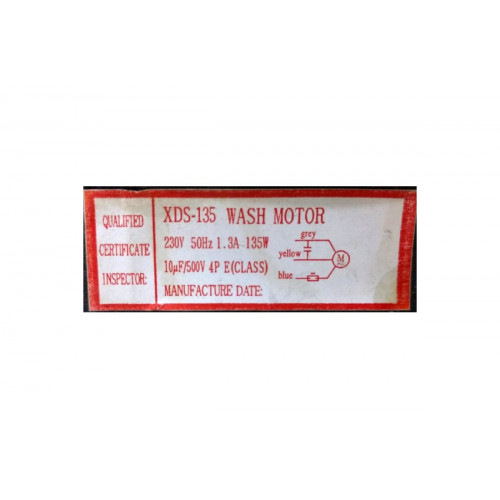 QUALIFIED
CERTIFICATE
INSPECTOR:
XDS-135 WASH MOTOR
230V 50Hz 1.3A 135W
10μF/500V 4P E(CLASS)
MANUFACTURE DATE:
grey
yellow
blue
M